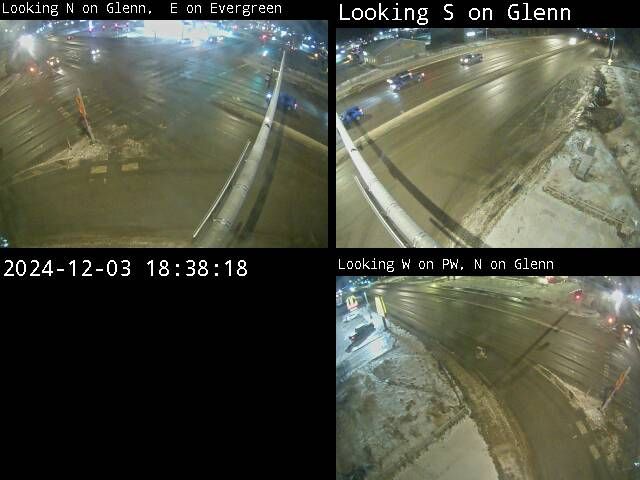 Looking N on Glenn,  E on Evergreen
Looking S on Glenn
2024-12-03 18:38:18
Looking W on PW, N on Glenn